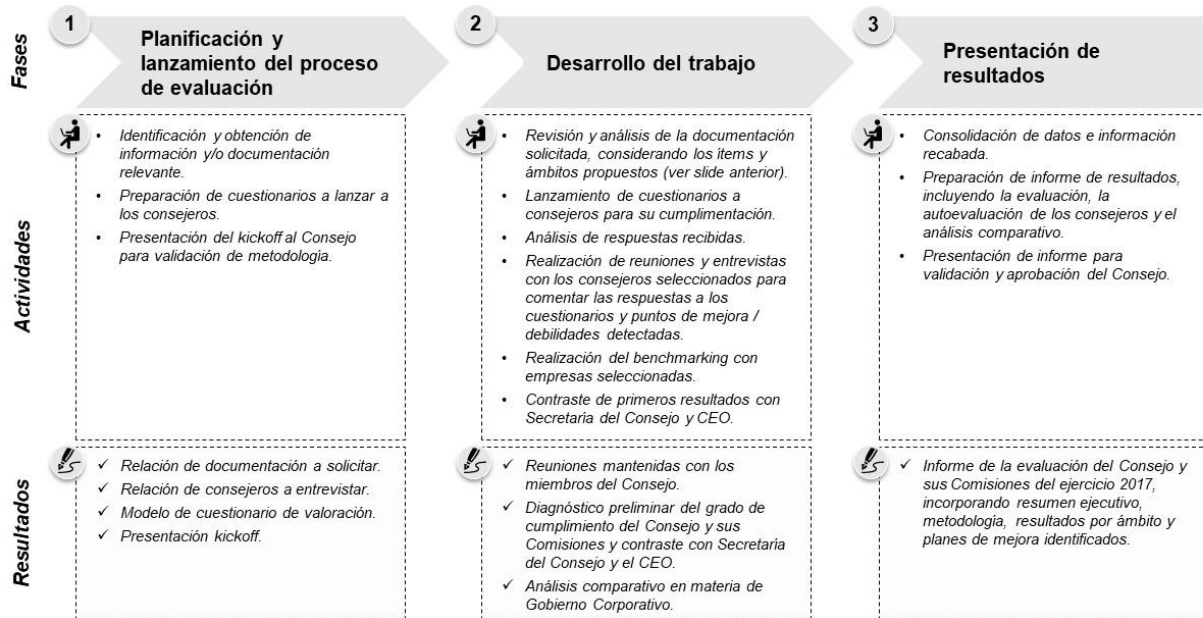 Fases
1
Planificación y
lanzamiento del proceso
de evaluación
2
Desarrollo del trabajo
3
Presentación de
resultados
Actividades
• Identificación y obtención de
información y/o documentación
relevante.
• Preparación de cuestionarios a lanzar a
los consejeros.
• Presentación del kickoff al Consejo
para validación de metodología.
• Revisión y análisis de la documentación
solicitada, considerando los ítems y
ámbitos propuestos (ver slide anterior).
• Lanzamiento de cuestionarios a
consejeros para su cumplimentación.
• Análisis de respuestas recibidas.
• Realización de reuniones y entrevistas
con los consejeros seleccionados para
comentar las respuestas a los
cuestionarios y puntos de mejora /
debilidades detectadas.
• Realización del benchmarking con
empresas seleccionadas.
• Contraste de primeros resultados con
Secretaría del Consejo y CEO.
• Consolidación de datos e información
recabada.
• Preparación de informe de resultados,
incluyendo la evaluación, la
autoevaluación de los consejeros y el
análisis comparativo.
• Presentación de informe para
validación y aprobación del Consejo.
Resultados
✓ Relación de documentación a solicitar.
✓ Relación de consejeros a entrevistar.
✓ Modelo de cuestionario de valoración.
✓ Presentación kickoff.
✓ Reuniones mantenidas con los
miembros del Consejo.
✓ Diagnóstico preliminar del grado de
cumplimiento del Consejo y sus
Comisiones y contraste con Secretaría
del Consejo y el CEO.
✓ Análisis comparativo en materia de
Gobierno Corporativo.
✓ Informe de la evaluación del Consejo y
sus Comisiones del ejercicio 2017,
incorporando resumen ejecutivo,
metodología, resultados por ámbito y
planes de mejora identificados.